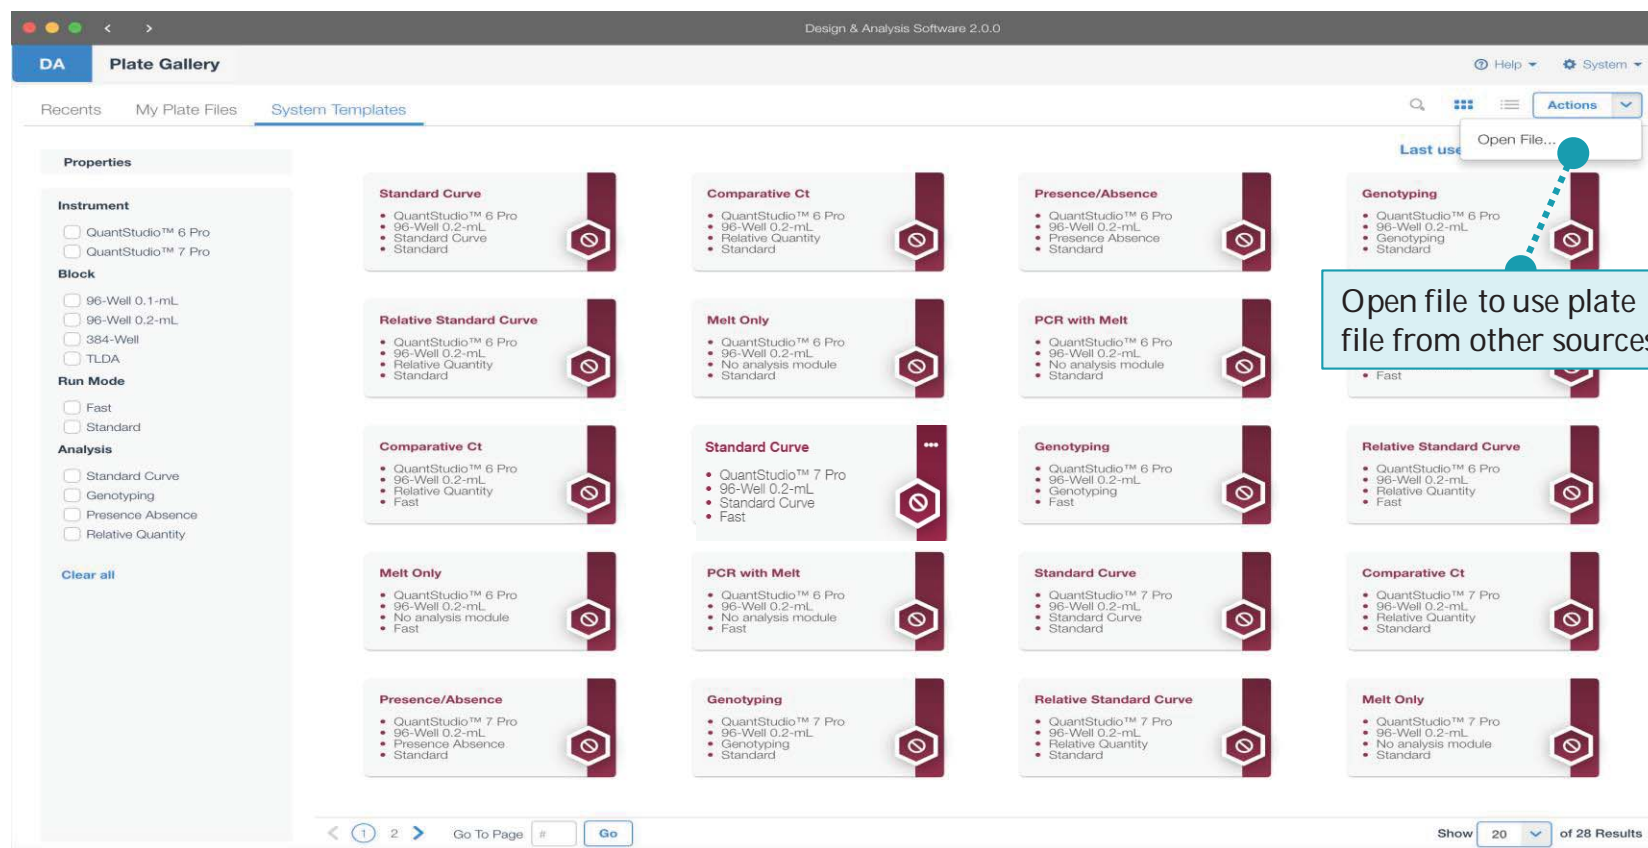 Design & Analysis Software 2.0.0
DA
Plate Gallery
Help
System
Recents
My Plate Files
System Templates
Actions
Open File...
Last use
Properties
Instrument
QuantStudio™ 6 Pro
QuantStudio™ 7 Pro
Block
96-Well 0.1-mL
96-Well 0.2-mL
384-Well
TLDA
Run Mode
Fast
Standard
Analysis
Standard Curve
Genotyping
Presence Absence
Relative Quantity
Clear all
Standard Curve
• QuantStudio™ 6 Pro
• 96-Well 0.2-mL
• Standard Curve
• Standard
Comparative Ct
• QuantStudio™ 6 Pro
• 96-Well 0.2-mL
• Relative Quantity
• Standard
Presence/Absence
• QuantStudio™ 6 Pro
• 96-Well 0.2-mL
• Presence Absence
• Standard
Genotyping
• QuantStudio™ 6 Pro
• 96-Well 0.2-mL
• Genotyping
• Standard
Open file to use plate
file from other sources
Relative Standard Curve
• QuantStudio™ 6 Pro
• 96-Well 0.2-mL
• Relative Quantity
• Standard
Melt Only
• QuantStudio™ 6 Pro
• 96-Well 0.2-mL
• No analysis module
• Standard
PCR with Melt
• QuantStudio™ 6 Pro
• 96-Well 0.2-mL
• No analysis module
• Standard
• Fast
Comparative Ct
• QuantStudio™ 6 Pro
• 96-Well 0.2-mL
• Relative Quantity
• Fast
Standard Curve
• QuantStudio™ 7 Pro
• 96-Well 0.2-mL
• Standard Curve
• Fast
Genotyping
• QuantStudio™ 6 Pro
• 96-Well 0.2-mL
• Genotyping
• Fast
Relative Standard Curve
• QuantStudio™ 6 Pro
• 96-Well 0.2-mL
• Relative Quantity
• Fast
Melt Only
• QuantStudio™ 6 Pro
• 96-Well 0.2-mL
• No analysis module
• Fast
PCR with Melt
• QuantStudio™ 6 Pro
• 96-Well 0.2-mL
• No analysis module
• Fast
Standard Curve
• QuantStudio™ 7 Pro
• 96-Well 0.2-mL
• Standard Curve
• Standard
Comparative Ct
• QuantStudio™ 7 Pro
• 96-Well 0.2-mL
• Relative Quantity
• Standard
Presence/Absence
• QuantStudio™ 7 Pro
• 96-Well 0.2-mL
• Presence Absence
• Standard
Genotyping
• QuantStudio™ 7 Pro
• 96-Well 0.2-mL
• Genotyping
• Standard
Relative Standard Curve
• QuantStudio™ 7 Pro
• 96-Well 0.2-mL
• Relative Quantity
• Standard
Melt Only
• QuantStudio™ 7 Pro
• 96-Well 0.2-mL
• No analysis module
• Standard
1 2 Go To Page # Go
Show 20 of 28 Results